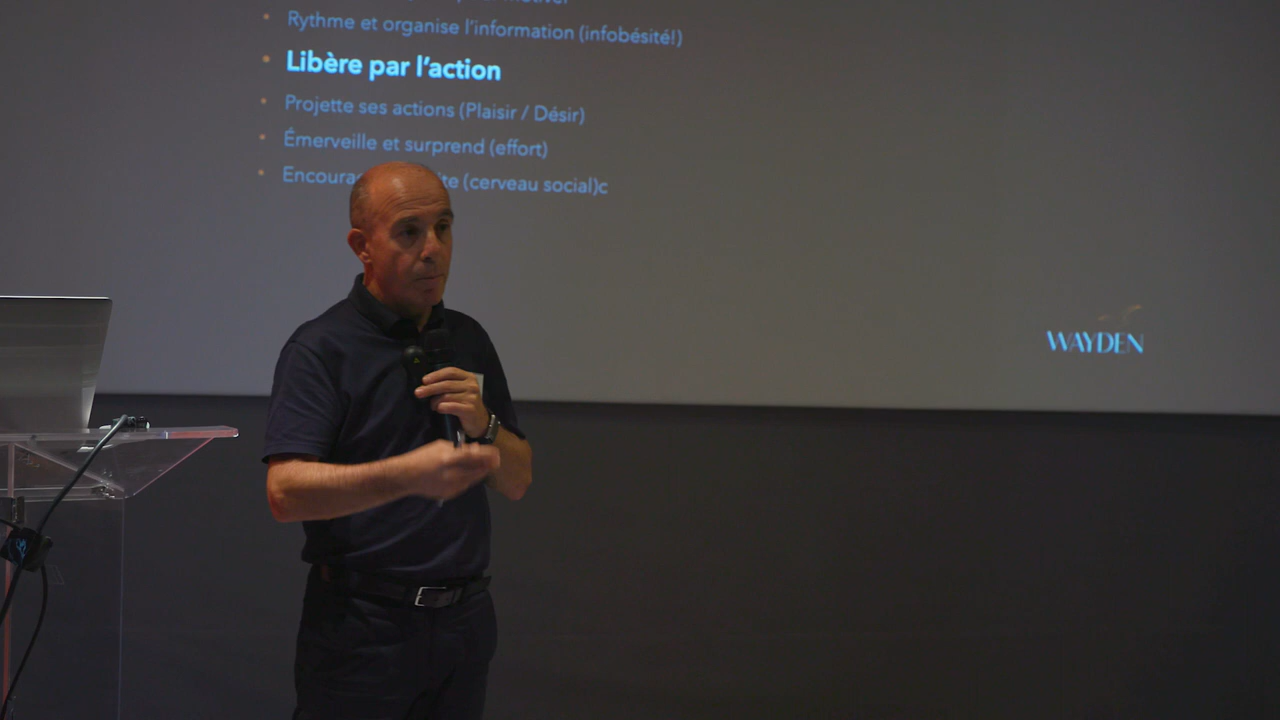 Rythme et organise l'information (infobésité!)
Libère par l'action
Projette ses actions (Plaisir / Désir)
Émerveille et surprend (effort)
(cerveau social)c
WAYDEN